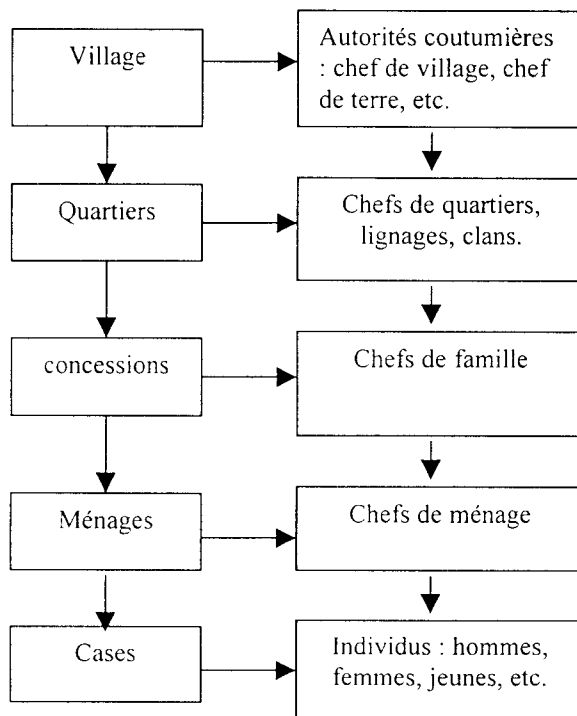 Village
Autorités coutumières
: chef de village, chef
de terre, etc.
Quartiers
Chefs de quartiers,
lignages, clans.
concessions
Chefs de famille
Ménages
Chefs de ménage
Cases
Individus : hommes,
femmes, jeunes, etc.